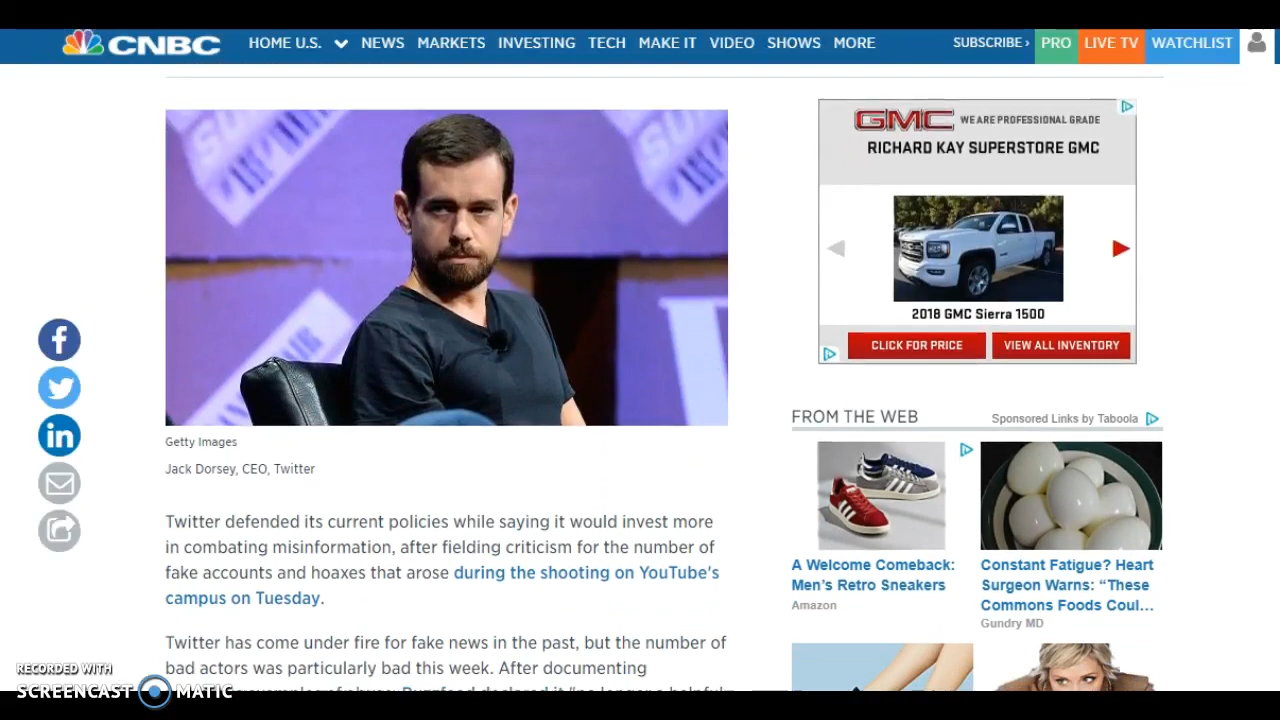 CNBC
HOME U.S.
NEWS
MARKETS
INVESTING
TECH
MAKE IT
VIDEO
SHOWS
MORE
SUBSCRIBE ›
PRO
LIVE TV
WATCHLIST
GMC WE ARE PROFESSIONAL GRADE
RICHARD KAY SUPERSTORE GMC
2018 GMC Sierra 1500
CLICK FOR PRICE
VIEW ALL INVENTORY
Getty Images
Jack Dorsey, CEO, Twitter
Twitter defended its current policies while saying it would invest more
in combating misinformation, after fielding criticism for the number of
fake accounts and hoaxes that arose during the shooting on YouTube's
campus on Tuesday.
Twitter has come under fire for fake news in the past, but the number of
bad actors was particularly bad this week. After documenting
FROM THE WEB
Sponsored Links by Taboola
A Welcome Comeback:
Men's Retro Sneakers
Amazon
Constant Fatigue? Heart
Surgeon Warns: “These
Commons Foods Coul...
Gundry MD
RECORDED WITH
SCREENCAST MATIC